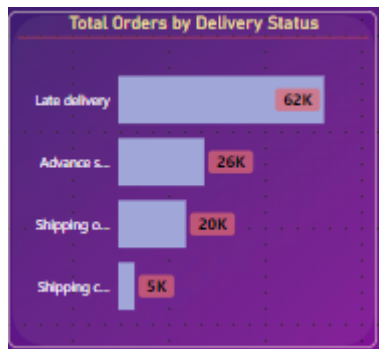 Total Orders by Delivery Status
Late delivery
62K
Advance s...
26K
Shipping o...
20K
Shipping c...
5K